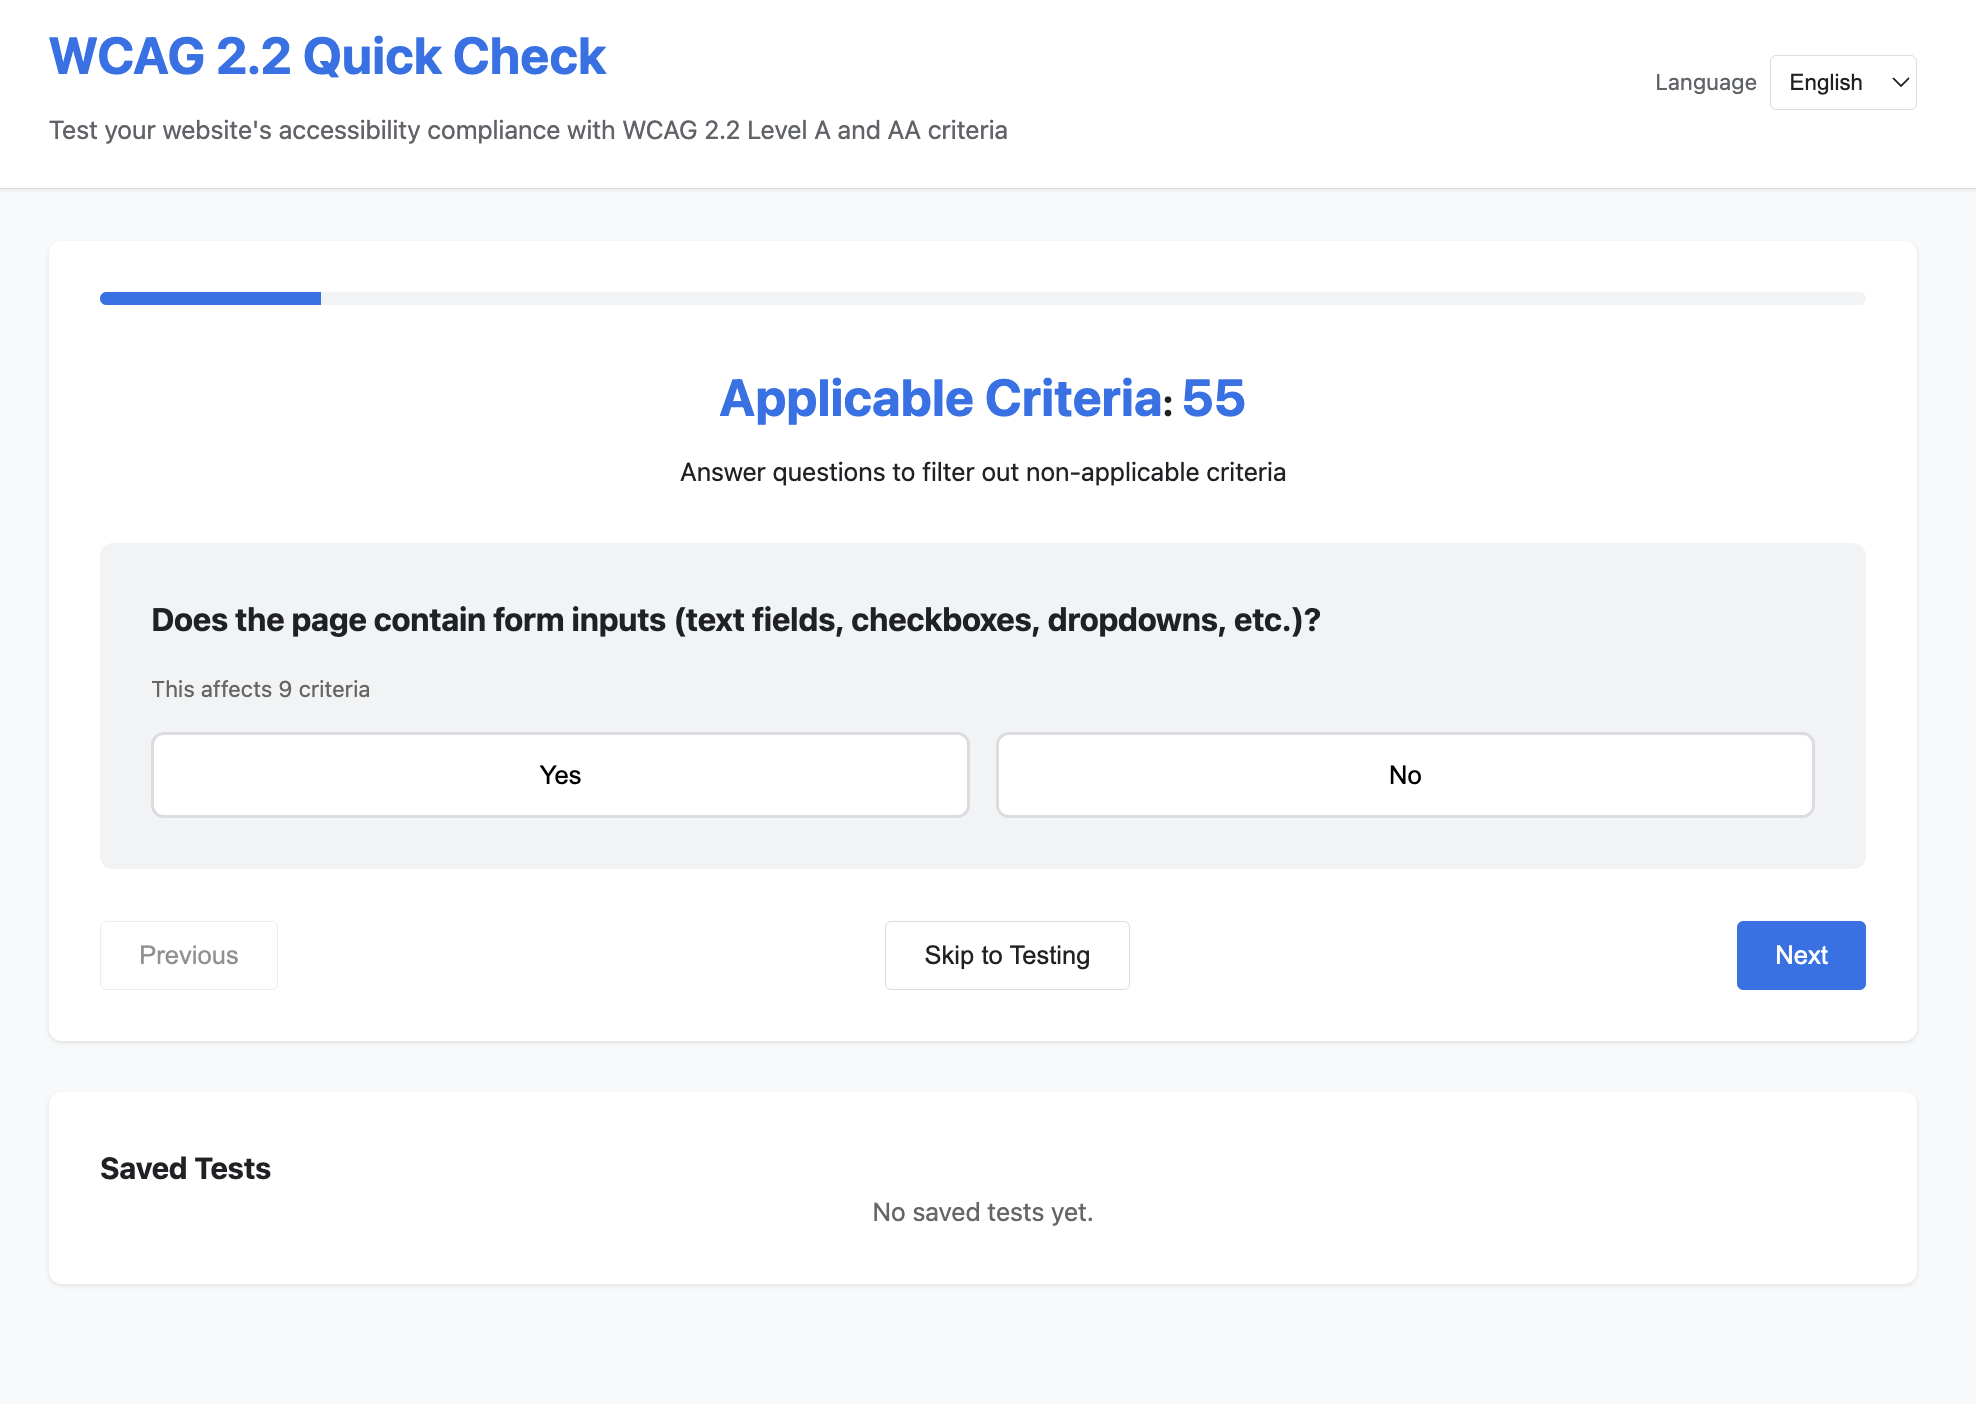 WCAG 2.2 Quick Check
Test your website's accessibility compliance with WCAG 2.2 Level A and AA criteria
Language
English
Applicable Criteria: 55
Answer questions to filter out non-applicable criteria
Does the page contain form inputs (text fields, checkboxes, dropdowns, etc.)?
This affects 9 criteria
Yes
No
Previous
Skip to Testing
Next
Saved Tests
No saved tests yet.